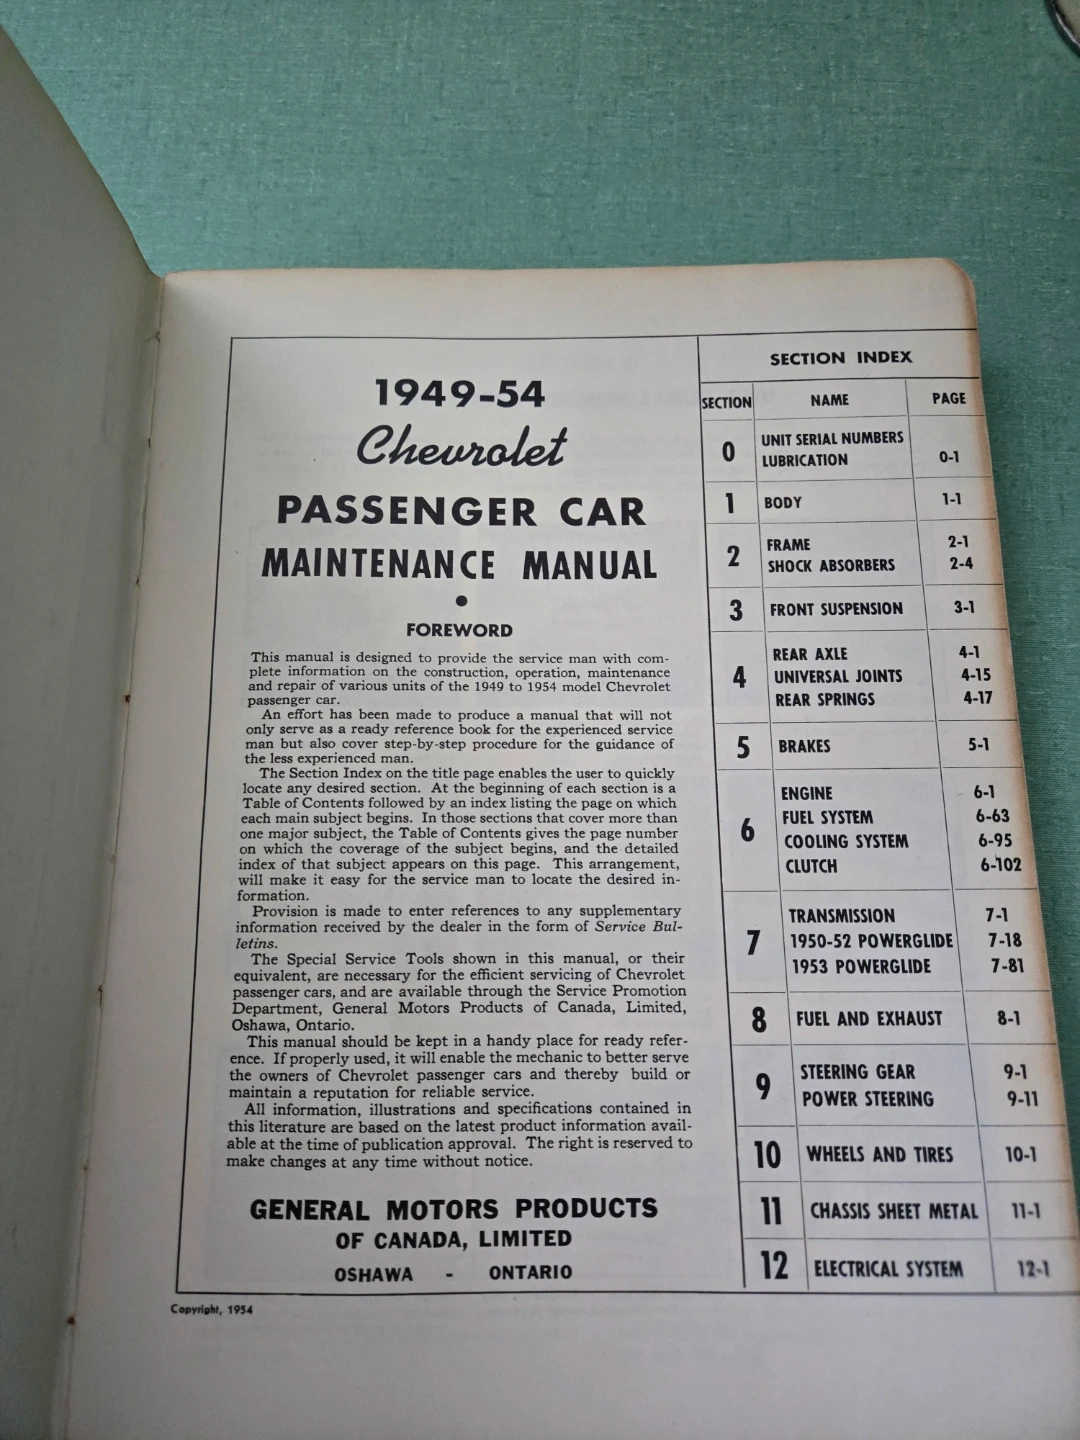 1949-54
Chevrolet
PASSENGER CAR
MAINTENANCE MANUAL
•
FOREWORD
This manual is designed to provide the service man with com-
plete information on the construction, operation, maintenance
and repair of various units of the 1949 to 1954 model Chevrolet
passenger car.
An effort has been made to produce a manual that will not
only serve as a ready reference book for the experienced service
man but also cover step-by-step procedure for the guidance of
the less experienced man.
The Section Index on the title page enables the user to quickly
locate any desired section. At the beginning of each section is a
Table of Contents followed by an index listing the page on which
each main subject begins. In those sections that cover more than
one major subject, the Table of Contents gives the page number
on which the coverage of the subject begins, and the detailed
index of that subject appears on this page. This arrangement,
will make it easy for the service man to locate the desired in-
formation.
Provision is made to enter references to any supplementary
information received by the dealer in the form of Service Bul-
letins.
The Special Service Tools shown in this manual, or their
equivalent, are necessary for the efficient servicing of Chevrolet
passenger cars, and are available through the Service Promotion
Department, General Motors Products of Canada, Limited,
Oshawa, Ontario.
This manual should be kept in a handy place for ready refer-
ence. If properly used, it will enable the mechanic to better serve
the owners of Chevrolet passenger cars and thereby build or
maintain a reputation for reliable service.
All information, illustrations and specifications contained in
this literature are based on the latest product information avail-
able at the time of publication approval. The right is reserved to
make changes at any time without notice.
GENERAL MOTORS PRODUCTS
OF CANADA, LIMITED
OSHAWA - ONTARIO
Copyright, 1954
SECTION INDEX
SECTION NAME PAGE
0 UNIT SERIAL NUMBERS
LUBRICATION 0-1
1 BODY 1-1
2 FRAME 2-1
SHOCK ABSORBERS 2-4
3 FRONT SUSPENSION 3-1
4 REAR AXLE 4-1
UNIVERSAL JOINTS 4-15
REAR SPRINGS 4-17
5 BRAKES 5-1
6 ENGINE 6-1
FUEL SYSTEM 6-63
COOLING SYSTEM 6-95
CLUTCH 6-102
7 TRANSMISSION 7-1
1950-52 POWERGLIDE 7-18
1953 POWERGLIDE 7-81
8 FUEL AND EXHAUST 8-1
9 STEERING GEAR 9-1
POWER STEERING 9-11
10 WHEELS AND TIRES 10-1
11 CHASSIS SHEET METAL 11-1
12 ELECTRICAL SYSTEM 12-1